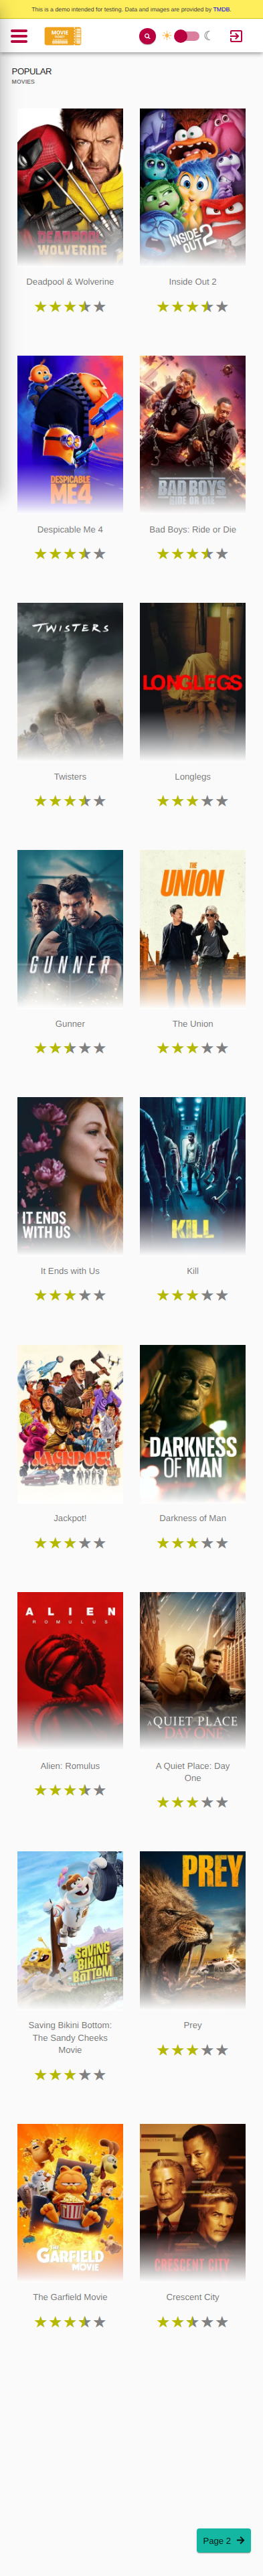 This is a demo intended for testing. Data and images are provided by TMDB.
MOVIE
POPULAR
MOVIES
DEADPOOL
WOLVERINE
INSIDE OUT 2
Deadpool & Wolverine
Inside Out 2
DESPICABLE
ME4
BAD BOYS
RIDE OR DIE
Despicable Me 4
Bad Boys: Ride or Die
TWISTERS
LONGLEGS
Twisters
Longlegs
GUNNER
THE
UNION
Gunner
The Union
IT ENDS
WITH US
KILL
It Ends with Us
Kill
JACKPOT!
DARKNESS
OF MAN
Jackpot!
Darkness of Man
ALIEN
ROMULUS
A QUIET PLACE
DAY ONE
Alien: Romulus
A Quiet Place: Day
One
SAVING
BIKINI
BOTTOM
PREY
Saving Bikini Bottom:
The Sandy Cheeks
Movie
Prey
THE
GARFIELD
MOVIE
CRESCENT CITY
The Garfield Movie
Crescent City
Page 2